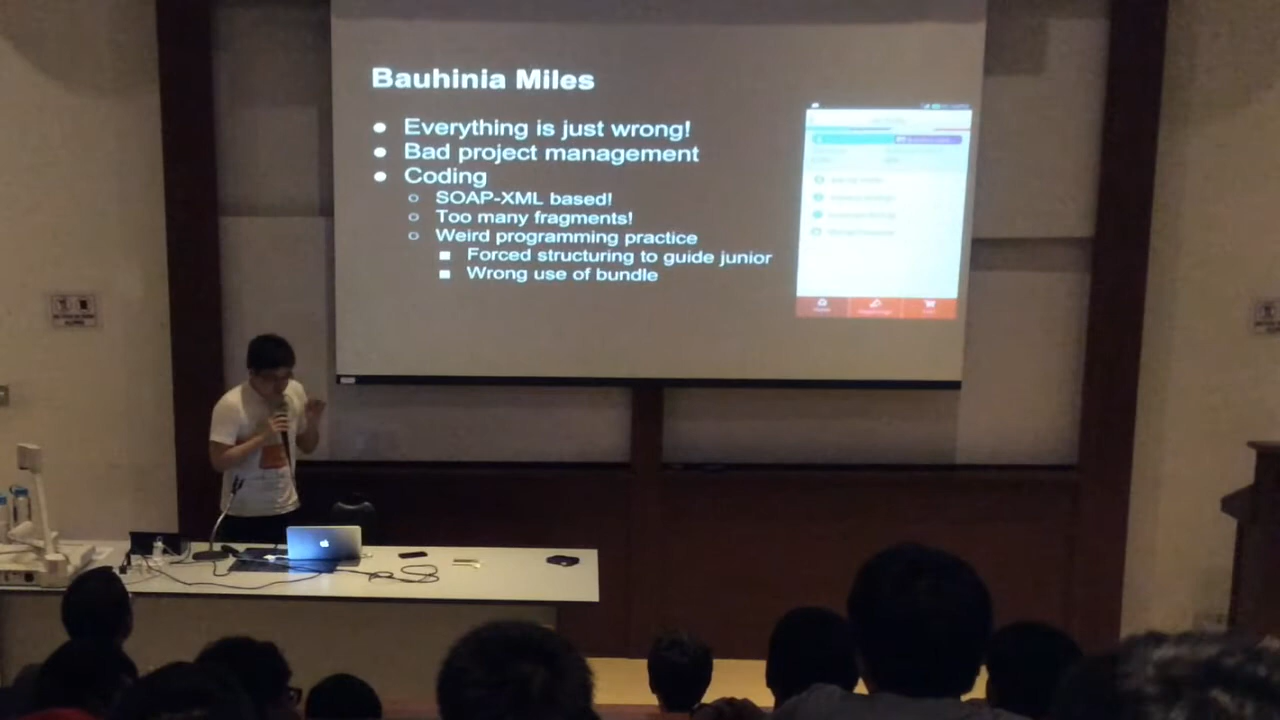 Bauhinia Miles
● Everything is just wrong!
● Bad project management
● Coding
○ SOAP-XML based!
○ Too many fragments!
○ Weird programming practice
■ Forced structuring to guide junior
■ Wrong use of bundle